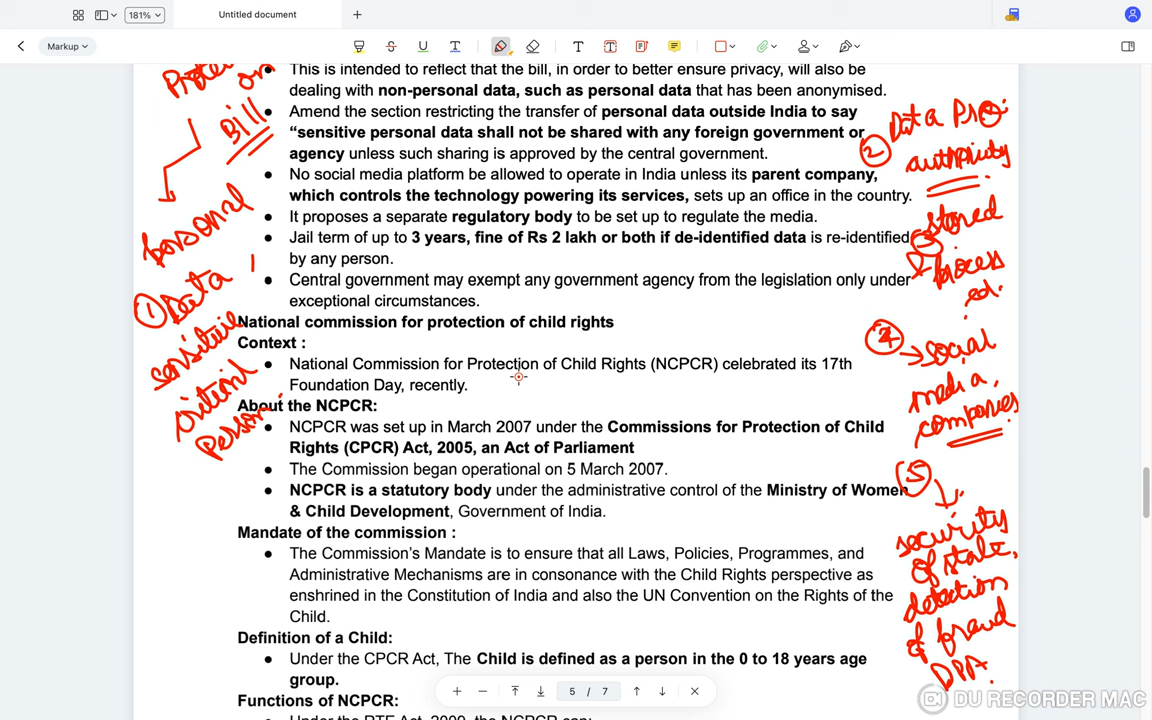 181%
Untitled document
Markup
This is intended to reflect that the bill, in order to better ensure privacy, will also be
dealing with non-personal data, such as personal data that has been anonymised.
Amend the section restricting the transfer of personal data outside India to say
“sensitive personal data shall not be shared with any foreign government or
agency unless such sharing is approved by the central government.
No social media platform be allowed to operate in India unless its parent company,
which controls the technology powering its services, sets up an office in the country.
It proposes a separate regulatory body to be set up to regulate the media.
Jail term of up to 3 years, fine of Rs 2 lakh or both if de-identified data is re-identified
by any person.
Central government may exempt any government agency from the legislation only under
exceptional circumstances.
National commission for protection of child rights
Context :
National Commission for Protection of Child Rights (NCPCR) celebrated its 17th
Foundation Day, recently.
About the NCPCR:
NCPCR was set up in March 2007 under the Commissions for Protection of Child
Rights (CPCR) Act, 2005, an Act of Parliament
The Commission began operational on 5 March 2007.
NCPCR is a statutory body under the administrative control of the Ministry of Women
& Child Development, Government of India.
Mandate of the commission :
The Commission’s Mandate is to ensure that all Laws, Policies, Programmes, and
Administrative Mechanisms are in consonance with the Child Rights perspective as
enshrined in the Constitution of India and also the UN Convention on the Rights of the
Child.
Definition of a Child:
Under the CPCR Act, The Child is defined as a person in the 0 to 18 years age
group.
Functions of NCPCR:
Under the RTE Act, 2009, the NCPCR can:
Bill
personal
1 Data
sensitive
person
2 Data
authority
3 stored
&
4
social
media
companies
5
security
of state,
detection
of fraud
DPA.
5 / 7
DU RECORDER MAC